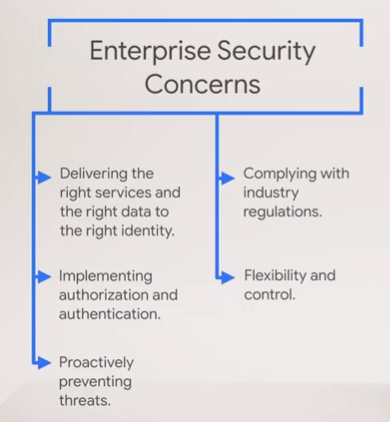 Enterprise Security
Concerns
Delivering the
right services and
the right data to
the right identity.
Implementing
authorization and
authentication.
Proactively
preventing
threats.
Complying with
industry
regulations.
Flexibility and
control.